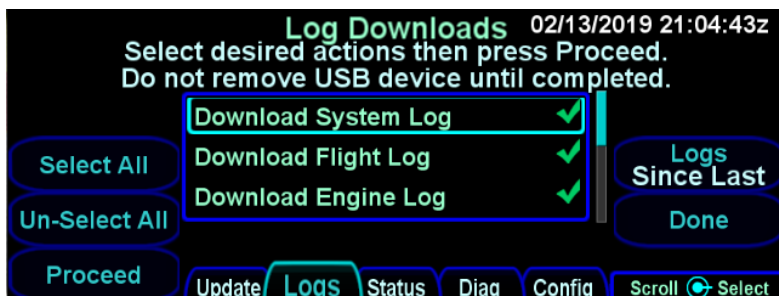 Log Downloads 02/13/2019 21:04:43z
Select desired actions then press Proceed.
Do not remove USB device until completed.
Download System Log
Download Flight Log
Download Engine Log
Select All
Un-Select All
Proceed
Logs
Since Last
Done
Update Logs Status Diag Config Scroll Select